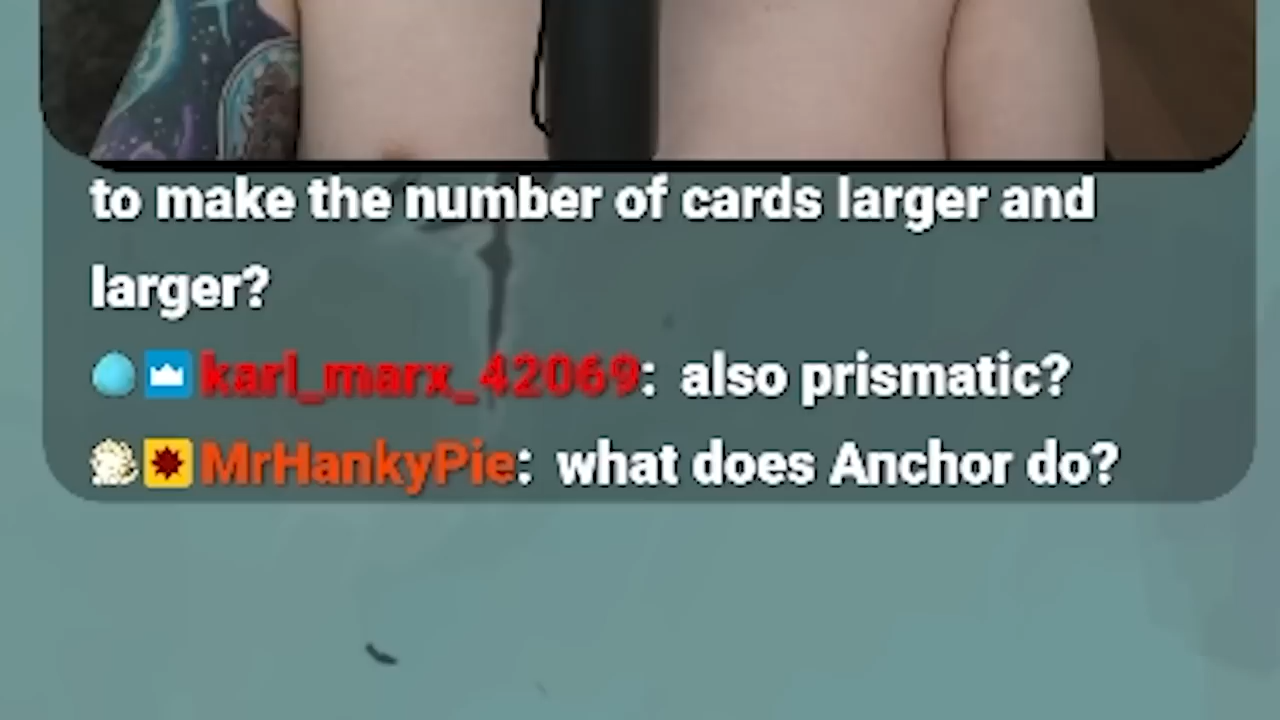 to make the number of cards larger and
larger?
karl_marx_42069: also prismatic?
MrHankyPie: what does Anchor do?